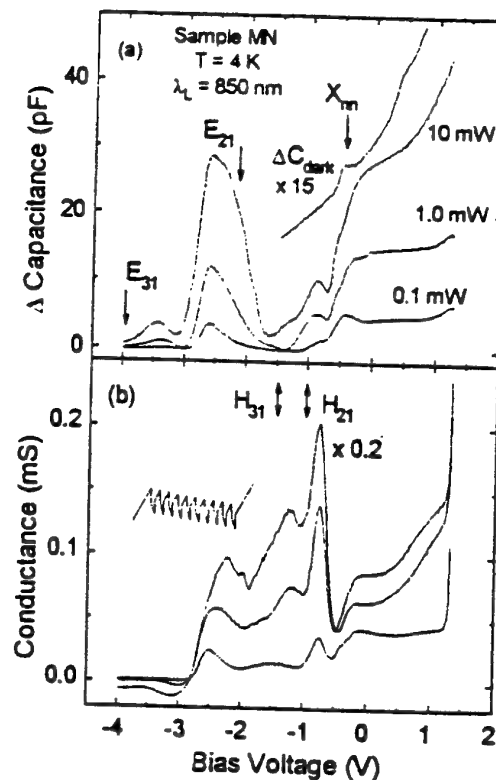 (a)
Sample MN
T = 4 K
λL = 850 nm
Xnn
E21
ΔCdark
x 15
10 mW
1.0 mW
0.1 mW
E31
40
20
0
Δ Capacitance (pF)
(b)
H31
H21
x 0.2
0.2
0.1
0.0
Conductance (mS)
-4 -3 -2 -1 0 1 2
Bias Voltage (V)